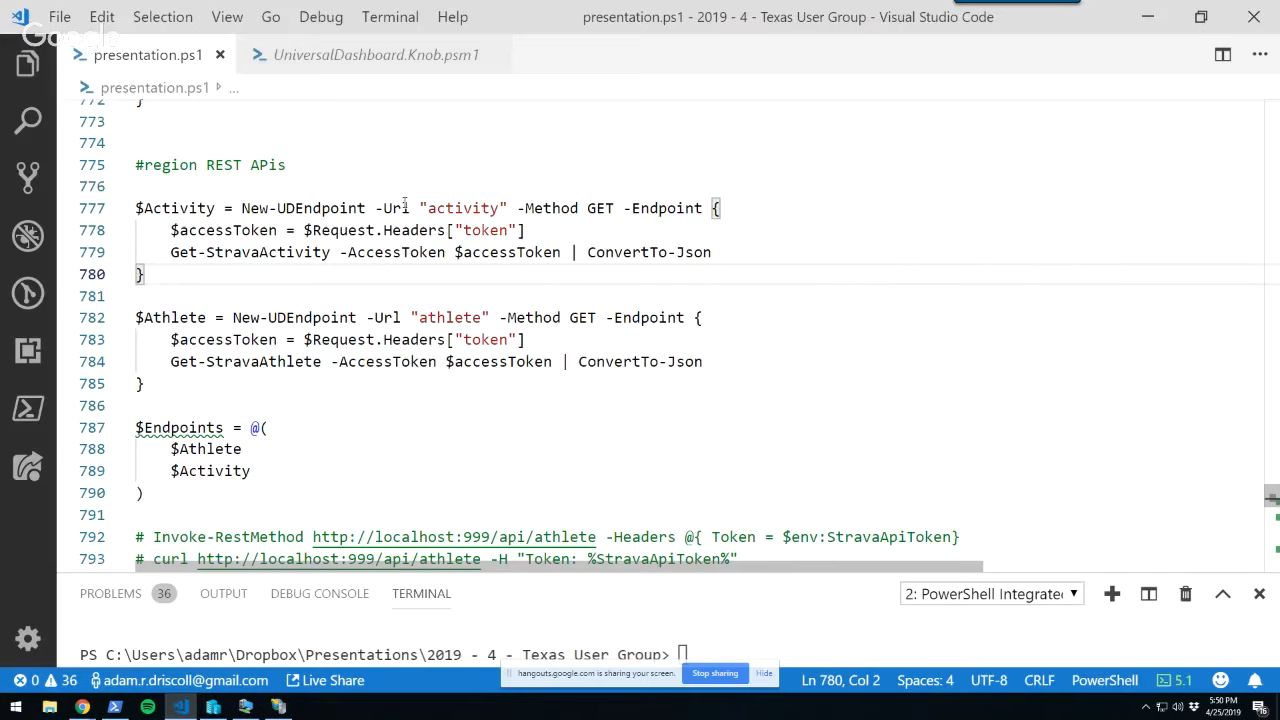 File Edit Selection View Go Debug Terminal Help presentation.ps1 - 2019 - 4 - Texas User Group - Visual Studio Code
Google
presentation.ps1 UniversalDashboard.Knob.psm1
presentation.ps1 ...
772 }
773
774
775 #region REST APis
776
777 $Activity = New-UDEndpoint -Url "activity" -Method GET -Endpoint {
778 $accessToken = $Request.Headers["token"]
779 Get-StravaActivity -AccessToken $accessToken | ConvertTo-Json
780 }
781
782 $Athlete = New-UDEndpoint -Url "athlete" -Method GET -Endpoint {
783 $accessToken = $Request.Headers["token"]
784 Get-StravaAthlete -AccessToken $accessToken | ConvertTo-Json
785 }
786
787 $Endpoints = @(
788 $Athlete
789 $Activity
790 )
791
792 # Invoke-RestMethod http://localhost:999/api/athlete -Headers @{ Token = $env:StravaApiToken}
793 # curl http://localhost:999/api/athlete -H "Token: %StravaApiToken%"
PROBLEMS 36 OUTPUT DEBUG CONSOLE TERMINAL 2: PowerShell Integrate
PS C:\Users\adamr\Dropbox\Presentations\2019 - 4 - Texas User Group>
hangouts.google.com is sharing your screen. Stop sharing Hide
0 36 adam.r.driscoll@gmail.com Live Share Ln 780, Col 2 Spaces: 4 UTF-8 CRLF PowerShell 5.1
5:50 PM
4/25/2019